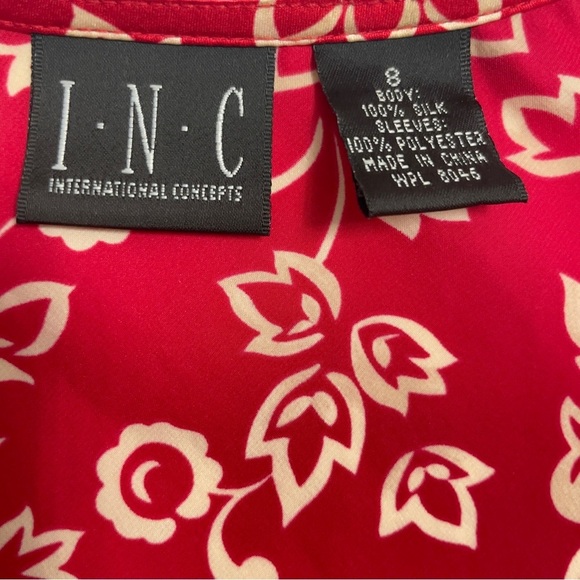 I·N·C
INTERNATIONAL CONCEPTS
8
BODY:
100% SILK
SLEEVES:
100% POLYESTER
MADE IN CHINA
WPL 8046